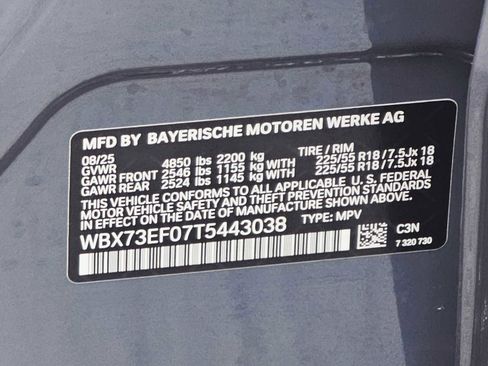 MFD BY BAYERISCHE MOTOREN WERKE AG
08/25 TIRE / RIM
GVWR 4850 lbs 2200 kg
GAWR FRONT 2546 lbs 1155 kg WITH 225/55 R18 / 7.5Jx 18
GAWR REAR 2524 lbs 1145 kg WITH 225/55 R18 / 7.5Jx 18
THIS VEHICLE CONFORMS TO ALL APPLICABLE U. S. FEDERAL
MOTOR VEHICLE SAFETY AND THEFT PREVENTION STANDARDS
IN EFFECT ON THE DATE OF MANUFACTURE SHOWN ABOVE.
WBX73EF07T5443038 TYPE: MPV
C3N
7 320 730